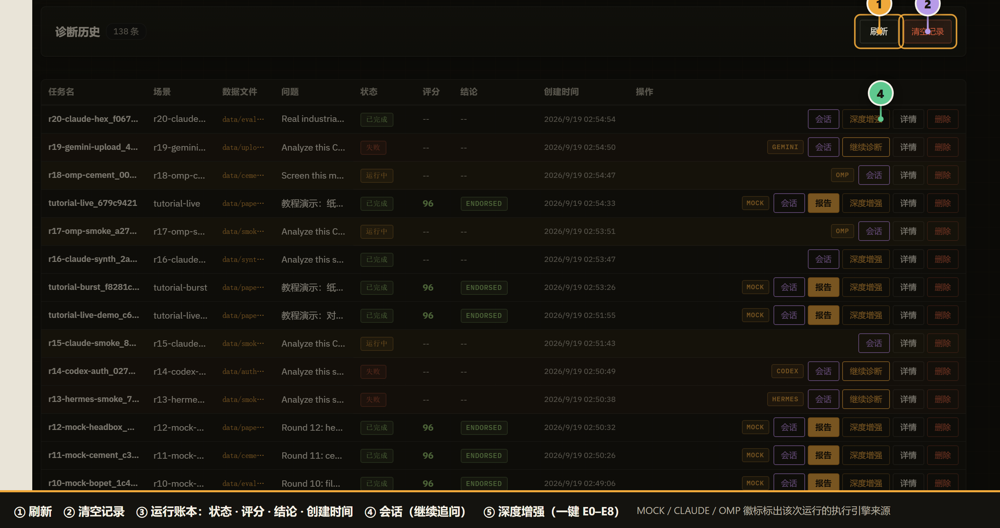 1 2
诊断历史 138 条 刷新 清空记录
任务名 场景 数据文件 问题 状态 评分 结论 创建时间 操作 4
r20-claude-hex_f067... r20-claude... data/eval··· Real industria... 已完成 -- -- 2026/9/19 02:54:54 会话 深度增强 详情 删除
r19-gemini-upload_4... r19-gemini... data/uplo··· Analyze this C... 失败 -- -- 2026/9/19 02:54:50 GEMINI 会话 继续诊断 详情 删除
r18-omp-cement_00... r18-omp-c... data/ceme··· Screen this m... 运行中 -- -- 2026/9/19 02:54:47 OMP 会话 详情 删除
tutorial-live_679c9421 tutorial-live data/pape··· 教程演示：纸... 已完成 96 ENDORSED 2026/9/19 02:54:33 MOCK 会话 报告 深度增强 详情 删除
r17-omp-smoke_a27... r17-omp-s... data/smok··· Analyze this C... 运行中 -- -- 2026/9/19 02:53:51 OMP 会话 详情 删除
r16-claude-synth_2a... r16-claude... data/synt··· Analyze this s... 已完成 -- -- 2026/9/19 02:53:47 会话 深度增强 详情 删除
tutorial-burst_f8281c... tutorial-burst data/pape··· 教程演示：纸... 已完成 96 ENDORSED 2026/9/19 02:53:26 MOCK 会话 报告 深度增强 详情 删除
tutorial-live-demo_c6... tutorial-live... data/pape··· 教程演示：对... 已完成 96 ENDORSED 2026/9/19 02:51:55 MOCK 会话 报告 深度增强 详情 删除
r15-claude-smoke_8... r15-claude... data/smok··· Analyze this C... 运行中 -- -- 2026/9/19 02:51:43 会话 详情 删除
r14-codex-auth_027... r14-codex-... data/auth··· Analyze this s... 失败 -- -- 2026/9/19 02:50:49 CODEX 会话 继续诊断 详情 删除
r13-hermes-smoke_7... r13-herme... data/smok··· Analyze this s... 失败 -- -- 2026/9/19 02:50:38 HERMES 会话 继续诊断 详情 删除
r12-mock-headbox_... r12-mock-... data/pape··· Round 12: he... 已完成 96 ENDORSED 2026/9/19 02:50:32 MOCK 会话 报告 深度增强 详情 删除
r11-mock-cement_c3... r11-mock-... data/ceme··· Round 11: ce... 已完成 96 ENDORSED 2026/9/19 02:50:26 MOCK 会话 报告 深度增强 详情 删除
r10-mock-bopet_1c4... r10-mock-... data/eval··· Round 10: fil... 已完成 96 ENDORSED 2026/9/19 02:49:06 MOCK 会话 报告 深度增强 详情 删除
① 刷新 ② 清空记录 ③ 运行账本：状态 · 评分 · 结论 · 创建时间 ④ 会话（继续追问） ⑤ 深度增强（一键 E0–E8） MOCK / CLAUDE / OMP 徽标标出该次运行的执行引擎来源